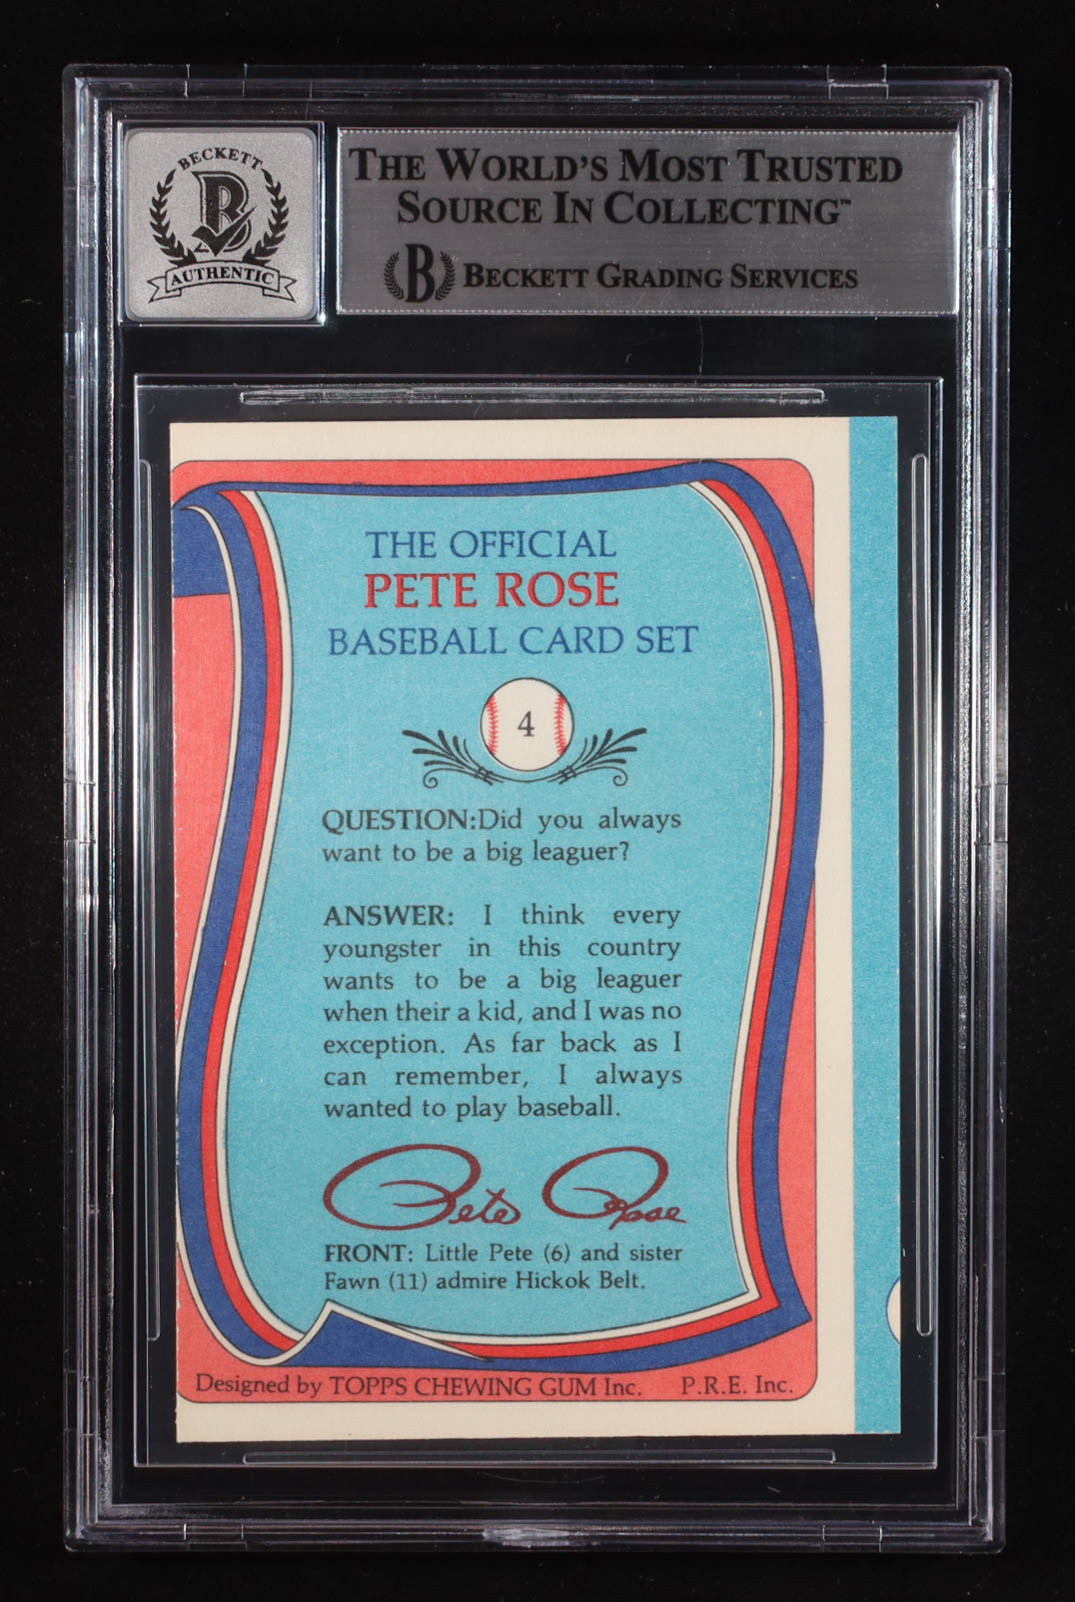 BECKETT
B
AUTHENTIC
THE WORLD'S MOST TRUSTED
SOURCE IN COLLECTING™
B BECKETT GRADING SERVICES
THE OFFICIAL
PETE ROSE
BASEBALL CARD SET
4
QUESTION:Did you always
want to be a big leaguer?
ANSWER: I think every
youngster in this country
wants to be a big leaguer
when their a kid, and I was no
exception. As far back as I
can remember, I always
wanted to play baseball.
Pete Rose
FRONT: Little Pete (6) and sister
Fawn (11) admire Hickok Belt.
Designed by TOPPS CHEWING GUM Inc. P.R.E. Inc.